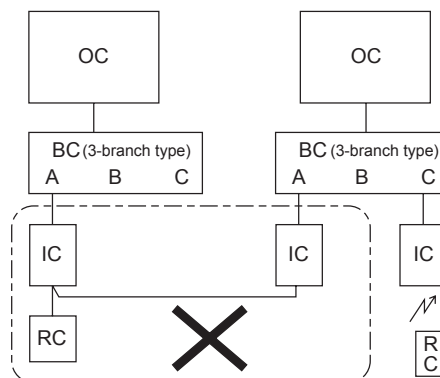 OC
OC
BC (3-branch type)
A B C
BC (3-branch type)
A B C
IC
IC
IC
RC
R
C